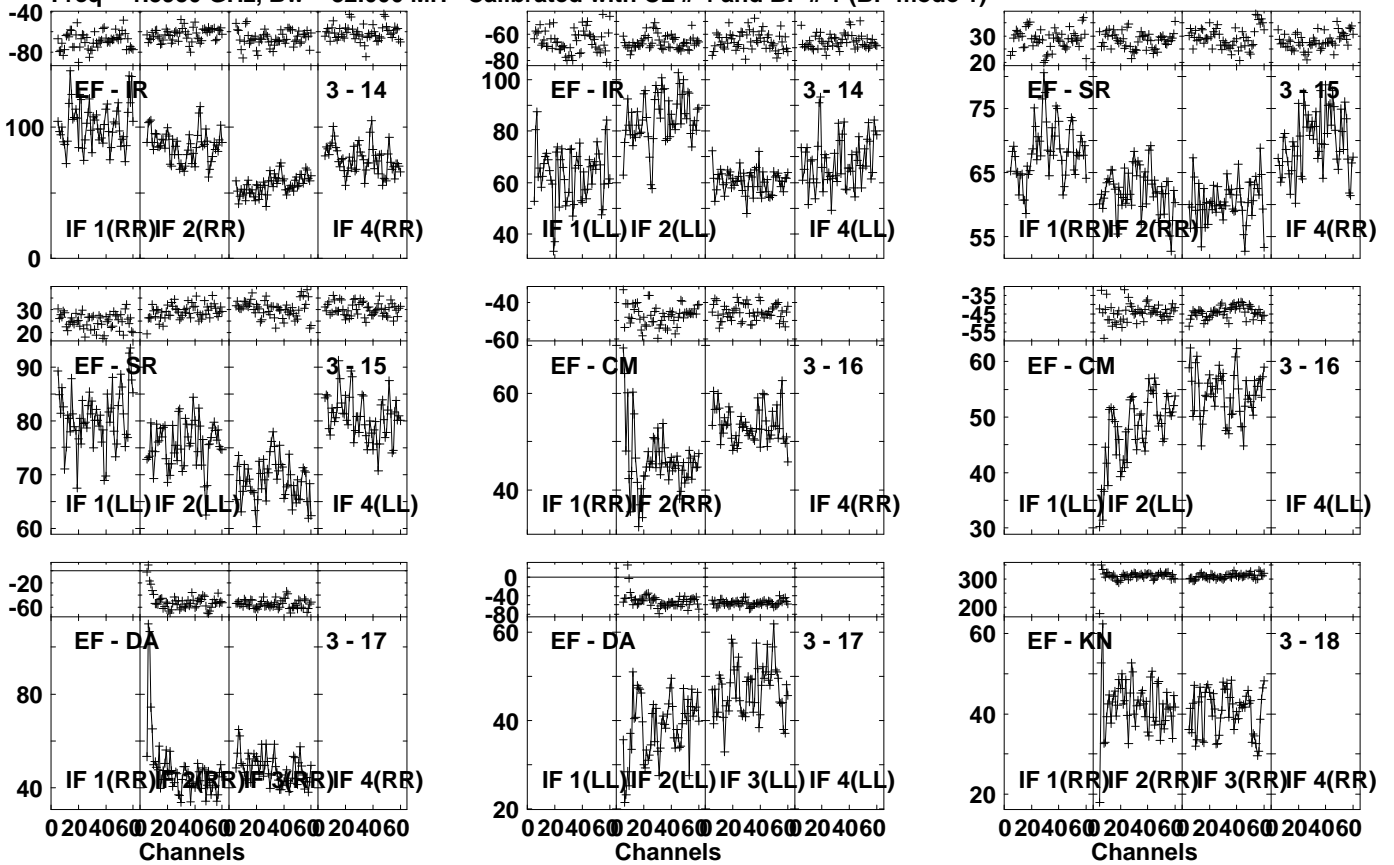 Freq GHz, BW MH Calibrated with CL # and BP # (BP mode 1)
-40
-80
EF - IR 3 - 14
100
IF 1(RR) IF 2(RR) IF 4(RR)
0
-60
-80
100
EF - IR 3 - 14
80
60
IF 1(LL) IF 2(LL) IF 4(LL)
40
30
20
EF - SR 3 - 15
75
65
IF 1(RR) IF 2(RR) IF 4(RR)
55
30
20
90
EF - SR 3 - 15
80
70
IF 1(LL) IF 2(LL) IF 4(LL)
60
-40
-60
EF - CM 3 - 16
60
40
IF 1(RR) IF 2(RR) IF 4(RR)
-35
-45
-55
60
EF - CM 3 - 16
50
40
IF 1(LL) IF 2(LL) IF 4(LL)
30
-20
-60
EF - DA 3 - 17
80
IF 1(RR) IF 2(RR) IF 3(RR) IF 4(RR)
40
0 20 40 60 0 20 40 60 0 20 40 60 0 20 40 60
Channels
0
-40
-80
60
EF - DA 3 - 17
40
IF 1(LL) IF 2(LL) IF 3(LL) IF 4(LL)
20
0 20 40 60 0 20 40 60 0 20 40 60 0 20 40 60
Channels
300
200
60
EF - KN 3 - 18
40
IF 1(RR) IF 2(RR) IF 3(RR) IF 4(RR)
20
0 20 40 60 0 20 40 60 0 20 40 60 0 20 40 60
Channels